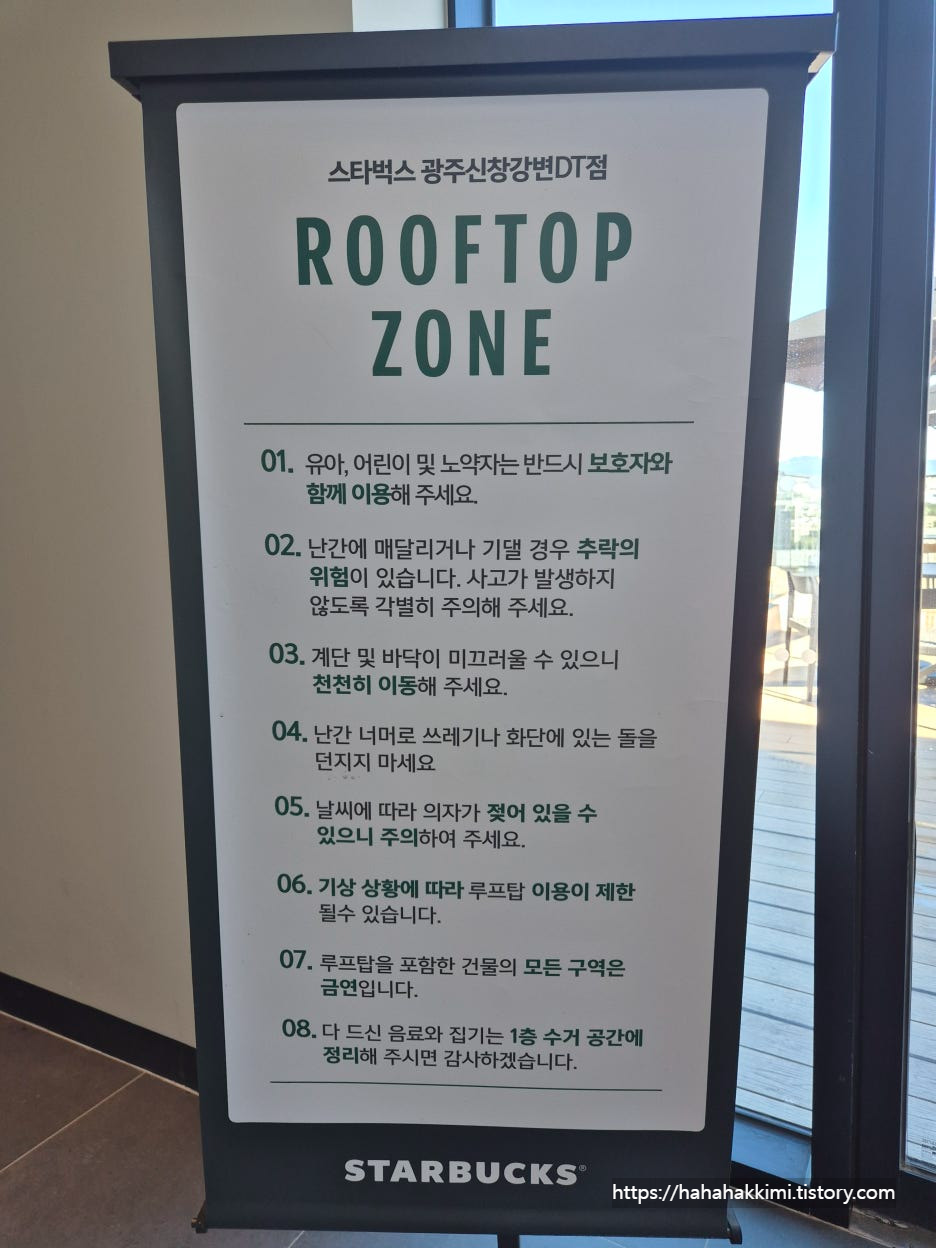 스타벅스 광주신창강변DT점
ROOFTOP
ZONE
01. 유아, 어린이 및 노약자는 반드시 보호자와
함께 이용해 주세요.
02. 난간에 매달리거나 기댈 경우 추락의
위험이 있습니다. 사고가 발생하지
않도록 각별히 주의해 주세요.
03. 계단 및 바닥이 미끄러울 수 있으니
천천히 이동해 주세요.
04. 난간 너머로 쓰레기나 화단에 있는 돌을
던지지 마세요
05. 날씨에 따라 의자가 젖어 있을 수
있으니 주의하여 주세요.
06. 기상 상황에 따라 루프탑 이용이 제한
될수 있습니다.
07. 루프탑을 포함한 건물의 모든 구역은
금연입니다.
08. 다 드신 음료와 집기는 1층 수거 공간에
정리해 주시면 감사하겠습니다.
STARBUCKS®
https://hahahakkimi.tistory.com